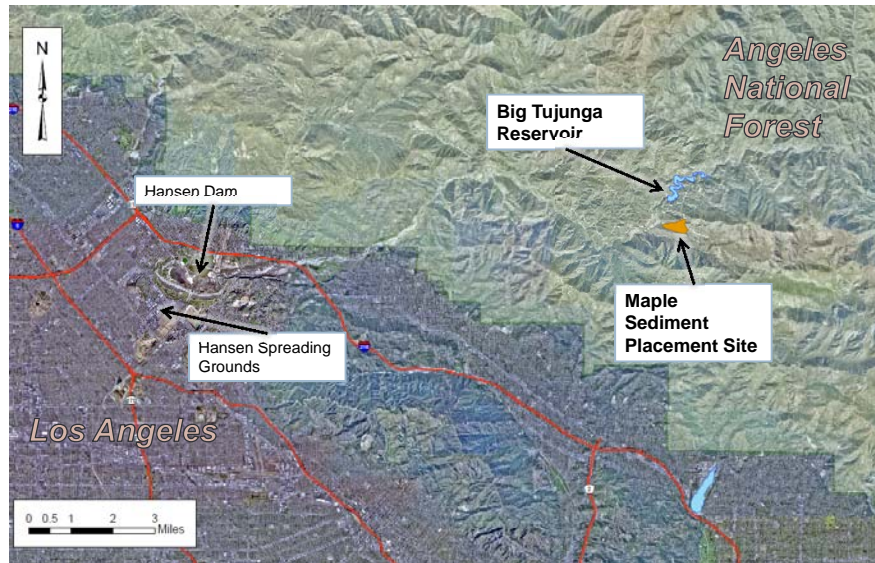 N
Angeles
National
Forest
Big Tujunga
Reservoir
Hansen Dam
Maple
Sediment
Placement Site
Hansen Spreading
Grounds
Los Angeles
0 0.5 1 2 3
Miles